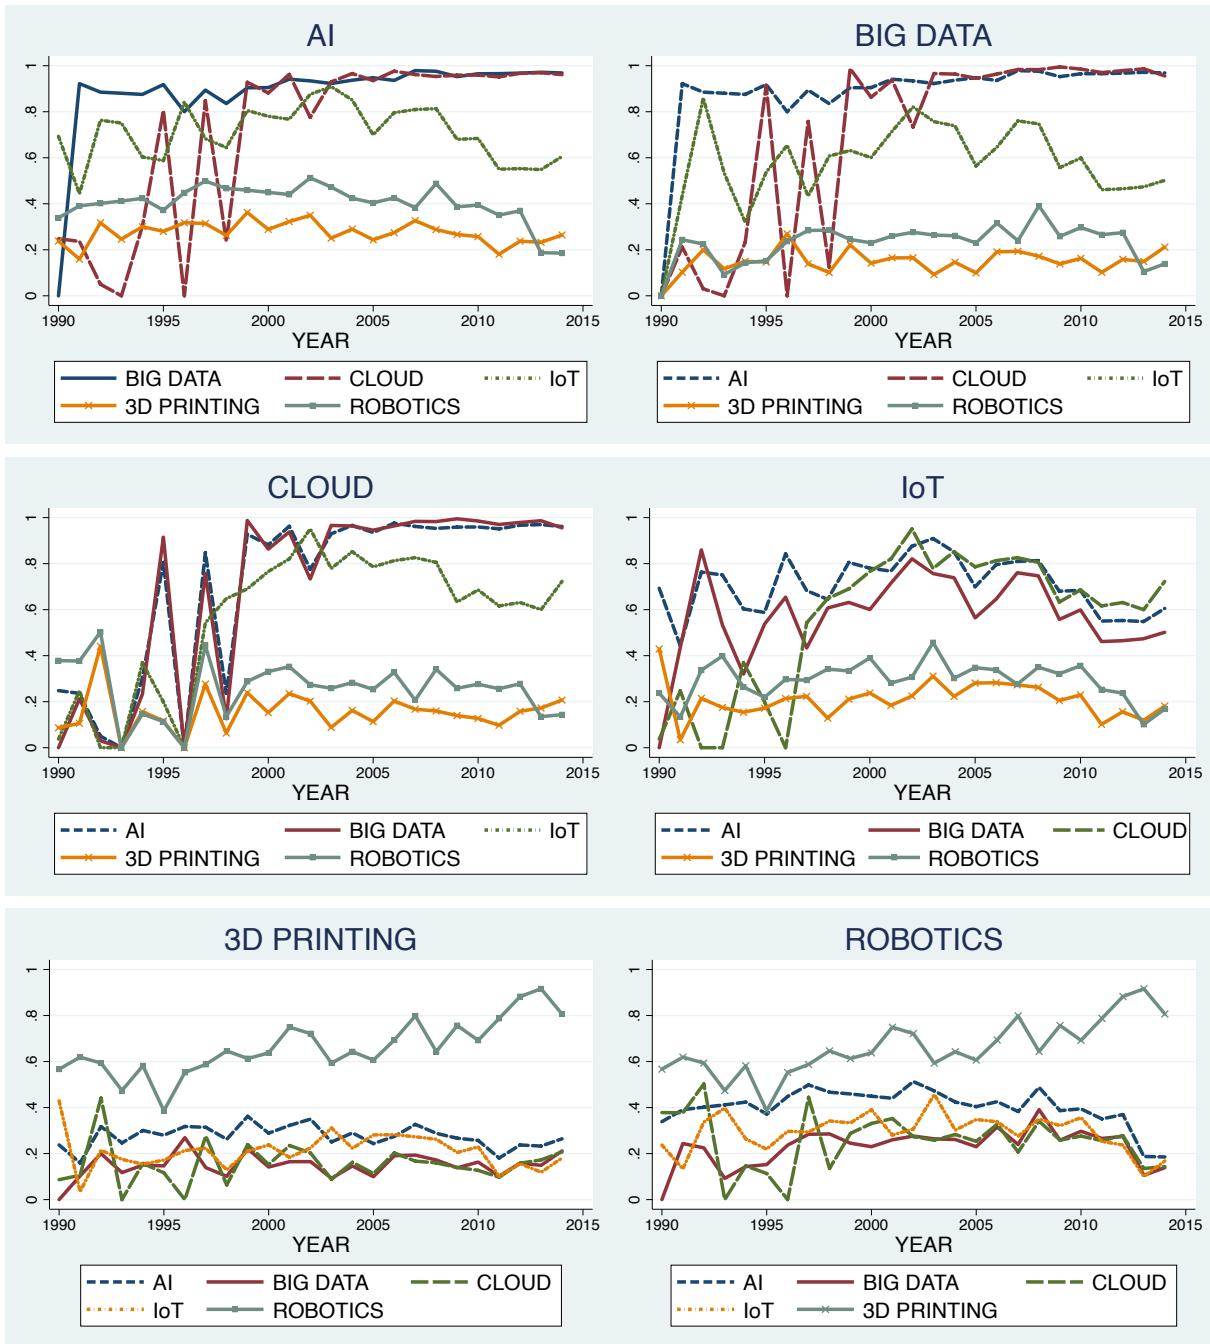 AI
1
.8
.6
.4
.2
0
1990 1995 2000 2005 2010 2015
YEAR
BIG DATA CLOUD IoT
3D PRINTING ROBOTICS
BIG DATA
1
.8
.6
.4
.2
0
1990 1995 2000 2005 2010 2015
YEAR
AI CLOUD IoT
3D PRINTING ROBOTICS
CLOUD
1
.8
.6
.4
.2
0
1990 1995 2000 2005 2010 2015
YEAR
AI BIG DATA IoT
3D PRINTING ROBOTICS
IoT
1
.8
.6
.4
.2
0
1990 1995 2000 2005 2010 2015
YEAR
AI BIG DATA CLOUD
3D PRINTING ROBOTICS
3D PRINTING
1
.8
.6
.4
.2
0
1990 1995 2000 2005 2010 2015
YEAR
AI BIG DATA CLOUD
IoT ROBOTICS
ROBOTICS
1
.8
.6
.4
.2
0
1990 1995 2000 2005 2010 2015
YEAR
AI BIG DATA CLOUD
IoT 3D PRINTING